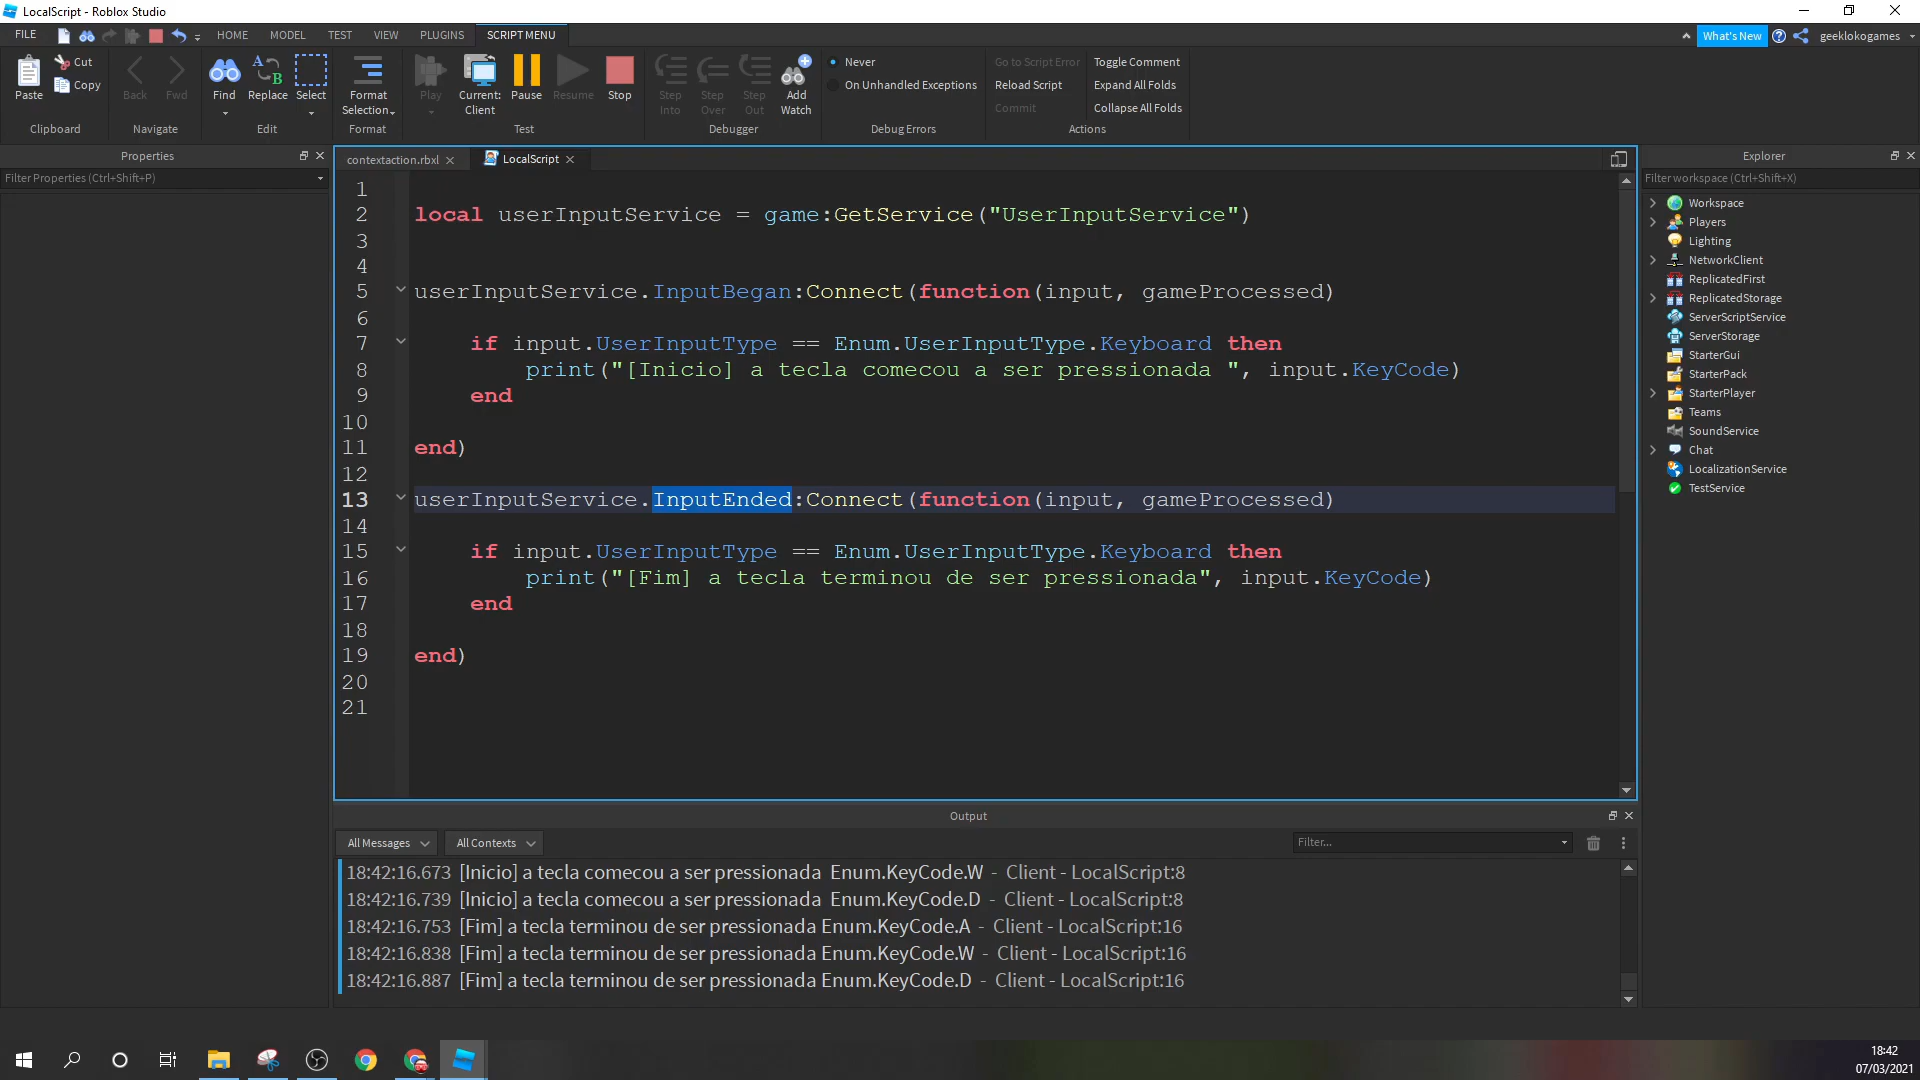 LocalScript - Roblox Studio
FILE HOME MODEL TEST VIEW PLUGINS SCRIPT MENU What's New geeklokogames
Paste Cut Copy Back Fwd Find Replace Select Format Selection Play Current: Client Pause Resume Stop Step Into Step Over Step Out Add Watch
Never Go to Script Error Toggle Comment
On Unhandled Exceptions Reload Script Expand All Folds
Commit Collapse All Folds
Clipboard Navigate Edit Format Test Debugger Debug Errors Actions
Properties
Filter Properties (Ctrl+Shift+P)
contextaction.rbxl LocalScript
1
2 local userInputService = game:GetService("UserInputService")
3
4
5 userInputService.InputBegan:Connect(function(input, gameProcessed)
6
7 if input.UserInputType == Enum.UserInputType.Keyboard then
8 print("[Inicio] a tecla comecou a ser pressionada ", input.KeyCode)
9 end
10
11 end)
12
13 userInputService.InputEnded:Connect(function(input, gameProcessed)
14
15 if input.UserInputType == Enum.UserInputType.Keyboard then
16 print("[Fim] a tecla terminou de ser pressionada", input.KeyCode)
17 end
18
19 end)
20
21
Output
All Messages All Contexts Filter...
18:42:16.673 [Inicio] a tecla comecou a ser pressionada Enum.KeyCode.W - Client - LocalScript:8
18:42:16.739 [Inicio] a tecla comecou a ser pressionada Enum.KeyCode.D - Client - LocalScript:8
18:42:16.753 [Fim] a tecla terminou de ser pressionada Enum.KeyCode.A - Client - LocalScript:16
18:42:16.838 [Fim] a tecla terminou de ser pressionada Enum.KeyCode.W - Client - LocalScript:16
18:42:16.887 [Fim] a tecla terminou de ser pressionada Enum.KeyCode.D - Client - LocalScript:16
Explorer
Filter workspace (Ctrl+Shift+X)
Workspace
Players
Lighting
NetworkClient
ReplicatedFirst
ReplicatedStorage
ServerScriptService
ServerStorage
StarterGui
StarterPack
StarterPlayer
Teams
SoundService
Chat
LocalizationService
TestService
18:42
07/03/2021